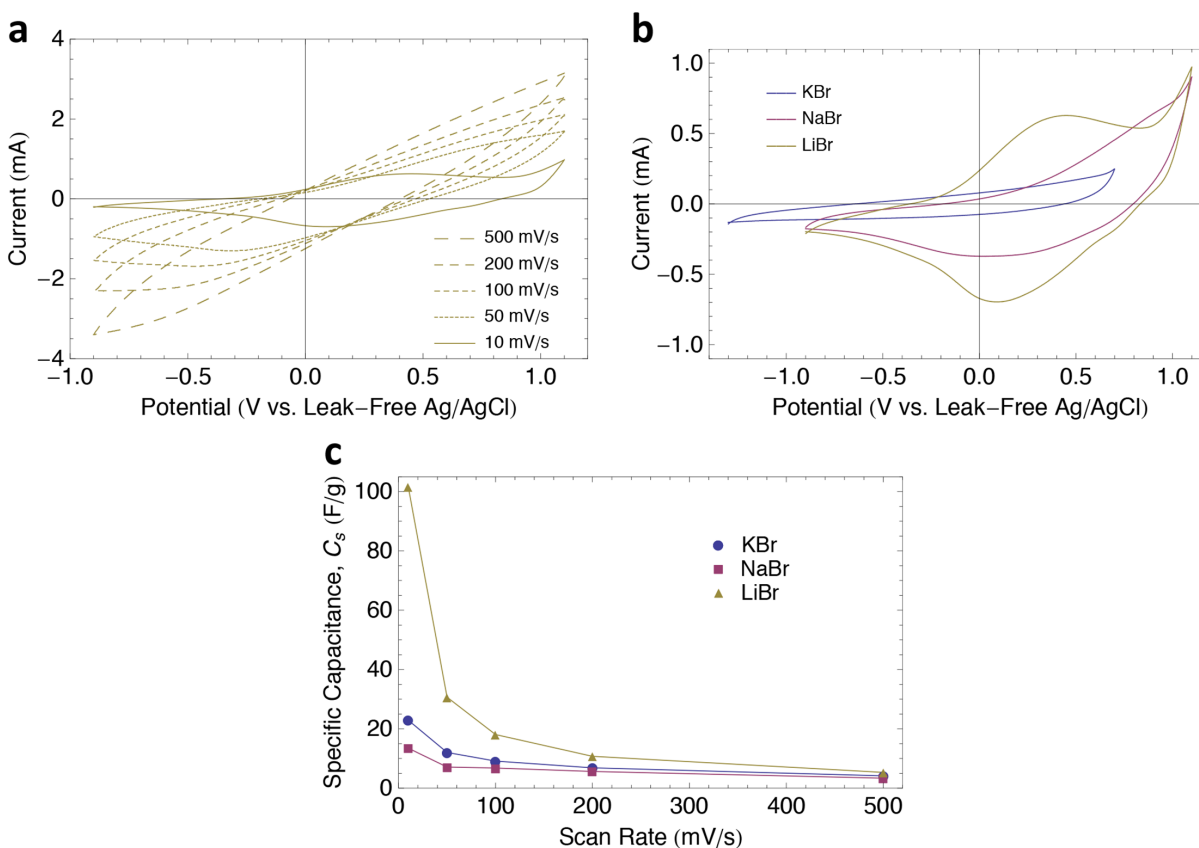 a
4
2
0
−2
−4
Current (mA)
500 mV/s
200 mV/s
100 mV/s
50 mV/s
10 mV/s
−1.0 −0.5 0.0 0.5 1.0
Potential (V vs. Leak−Free Ag/AgCl)
b
1.0
0.5
0.0
−0.5
−1.0
Current (mA)
KBr
NaBr
LiBr
−1.0 −0.5 0.0 0.5 1.0
Potential (V vs. Leak−Free Ag/AgCl)
c
100
80
60
40
20
0
Specific Capacitance, Cs (F/g)
KBr
NaBr
LiBr
0 100 200 300 400 500
Scan Rate (mV/s)